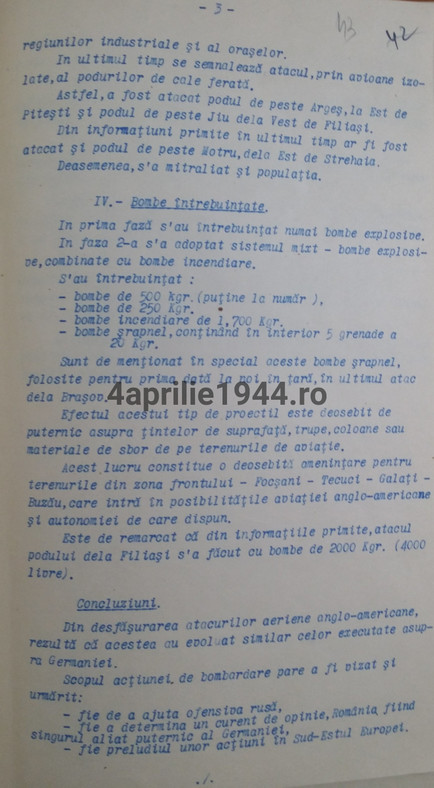 - 3 -
43
42
regiunilor industriale şi al oraşelor.
In ultimul timp se semnalează atacul,prin avioane izo-
late,al podurilor de cale ferată.
Astfel,a fost atacat podul de peste Argeş,la Est de
Piteşti şi podul de peste Jiu dela Vest de Filiaşi.
Din informaţiuni primite în ultimul timp ar fi fost
atacat şi podul de peste Motru,dela Est de Strehaia.
Deasemenea,s'a mitraliat şi populaţia.
IV.- Bombe întrebuinţate.
In prima fază s'au întrebuinţat numai bombe explosive.
In faza 2-a s'a adoptat sistemul mixt - bombe explosi-
ve,combinate cu bombe incendiare.
S'au întrebuinţat :
- bombe de 500 kgr.(puţine la număr ),
- bombe de 250 Kgr.
- bombe incendiare de 1,700 Kgr.
- bombe şrapnel,conţinând în interior 5 grenade a
20 Kgr.
Sunt de menţionat în special aceste bombe şrapnel,
folosite pentru prima dată la noi în ţară,în ultimul atac
dela Braşov.
4aprilie1944.ro
Efectul acestui tip de proectil este deosebit de
puternic asupra ţintelor de suprafaţă,trupe,coloane sau
materiale de sbor de pe terenurile de aviaţie.
Acest lucru constitue o deosebită ameninţare pentru
terenurile din zona frontului - Focşani - Tecuci - Galaţi -
Buzău,care intră în posibilităţile aviaţiei anglo-americane
şi autonomiei de care dispun.
Este de remarcat că din informaţiile primite,atacul
podului dela Filiaşi s'a făcut cu bombe de 2000 Kgr. (4000
livre).
Concluziuni.
Din desfăşurarea atacurilor aeriene anglo-americane,
rezultă că acestea au evoluat similar celor executate asup-
ra Germaniei.
Scopul acţiunei de bombardare pare a fi vizat şi
urmărit:
- fie de a ajuta ofensiva rusă,
- fie a determina un curent de opinie,România fiind
singurul aliat puternic al Germaniei,
- fie preludiul unor acţiuni în Sud-Estul Europei.
./.